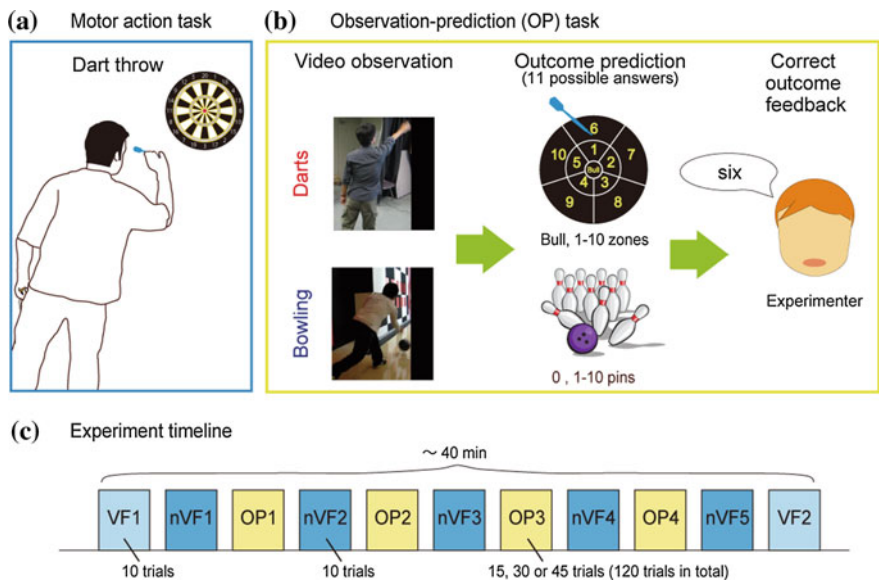 (a) Motor action task
Dart throw
(b) Observation-prediction (OP) task
Video observation
Outcome prediction
(11 possible answers)
Correct
outcome
feedback
Darts
6
10 1 7
5 Bull 2
4 3
9 8
Bull, 1-10 zones
six
Experimenter
Bowling
0 , 1-10 pins
(c) Experiment timeline
~ 40 min
VF1 nVF1 OP1 nVF2 OP2 nVF3 OP3 nVF4 OP4 nVF5 VF2
10 trials 10 trials 15, 30 or 45 trials (120 trials in total)